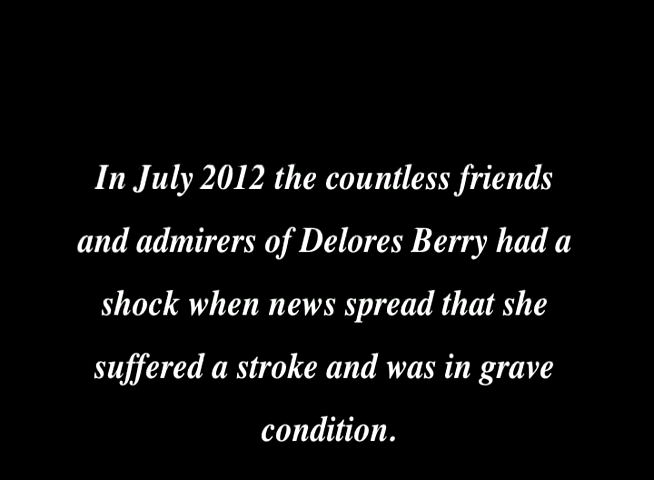 In July 2012 the countless friends
and admirers of Delores Berry had a
shock when news spread that she
suffered a stroke and was in grave
condition.